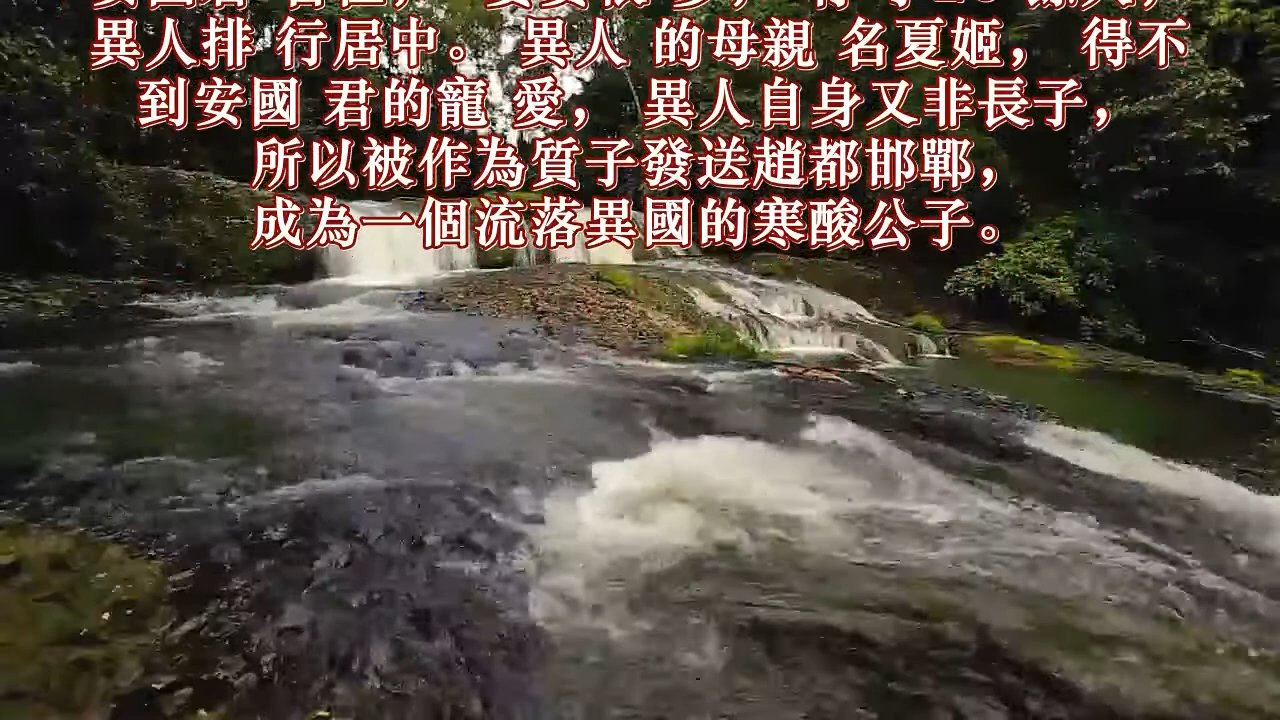 異人排 行居中。 異人 的母親 名夏姬， 得不
到安國 君的寵 愛， 異人自身又非長子，
所以被作為質子發送趙都邯鄲，
成為一個流落異國的寒酸公子。